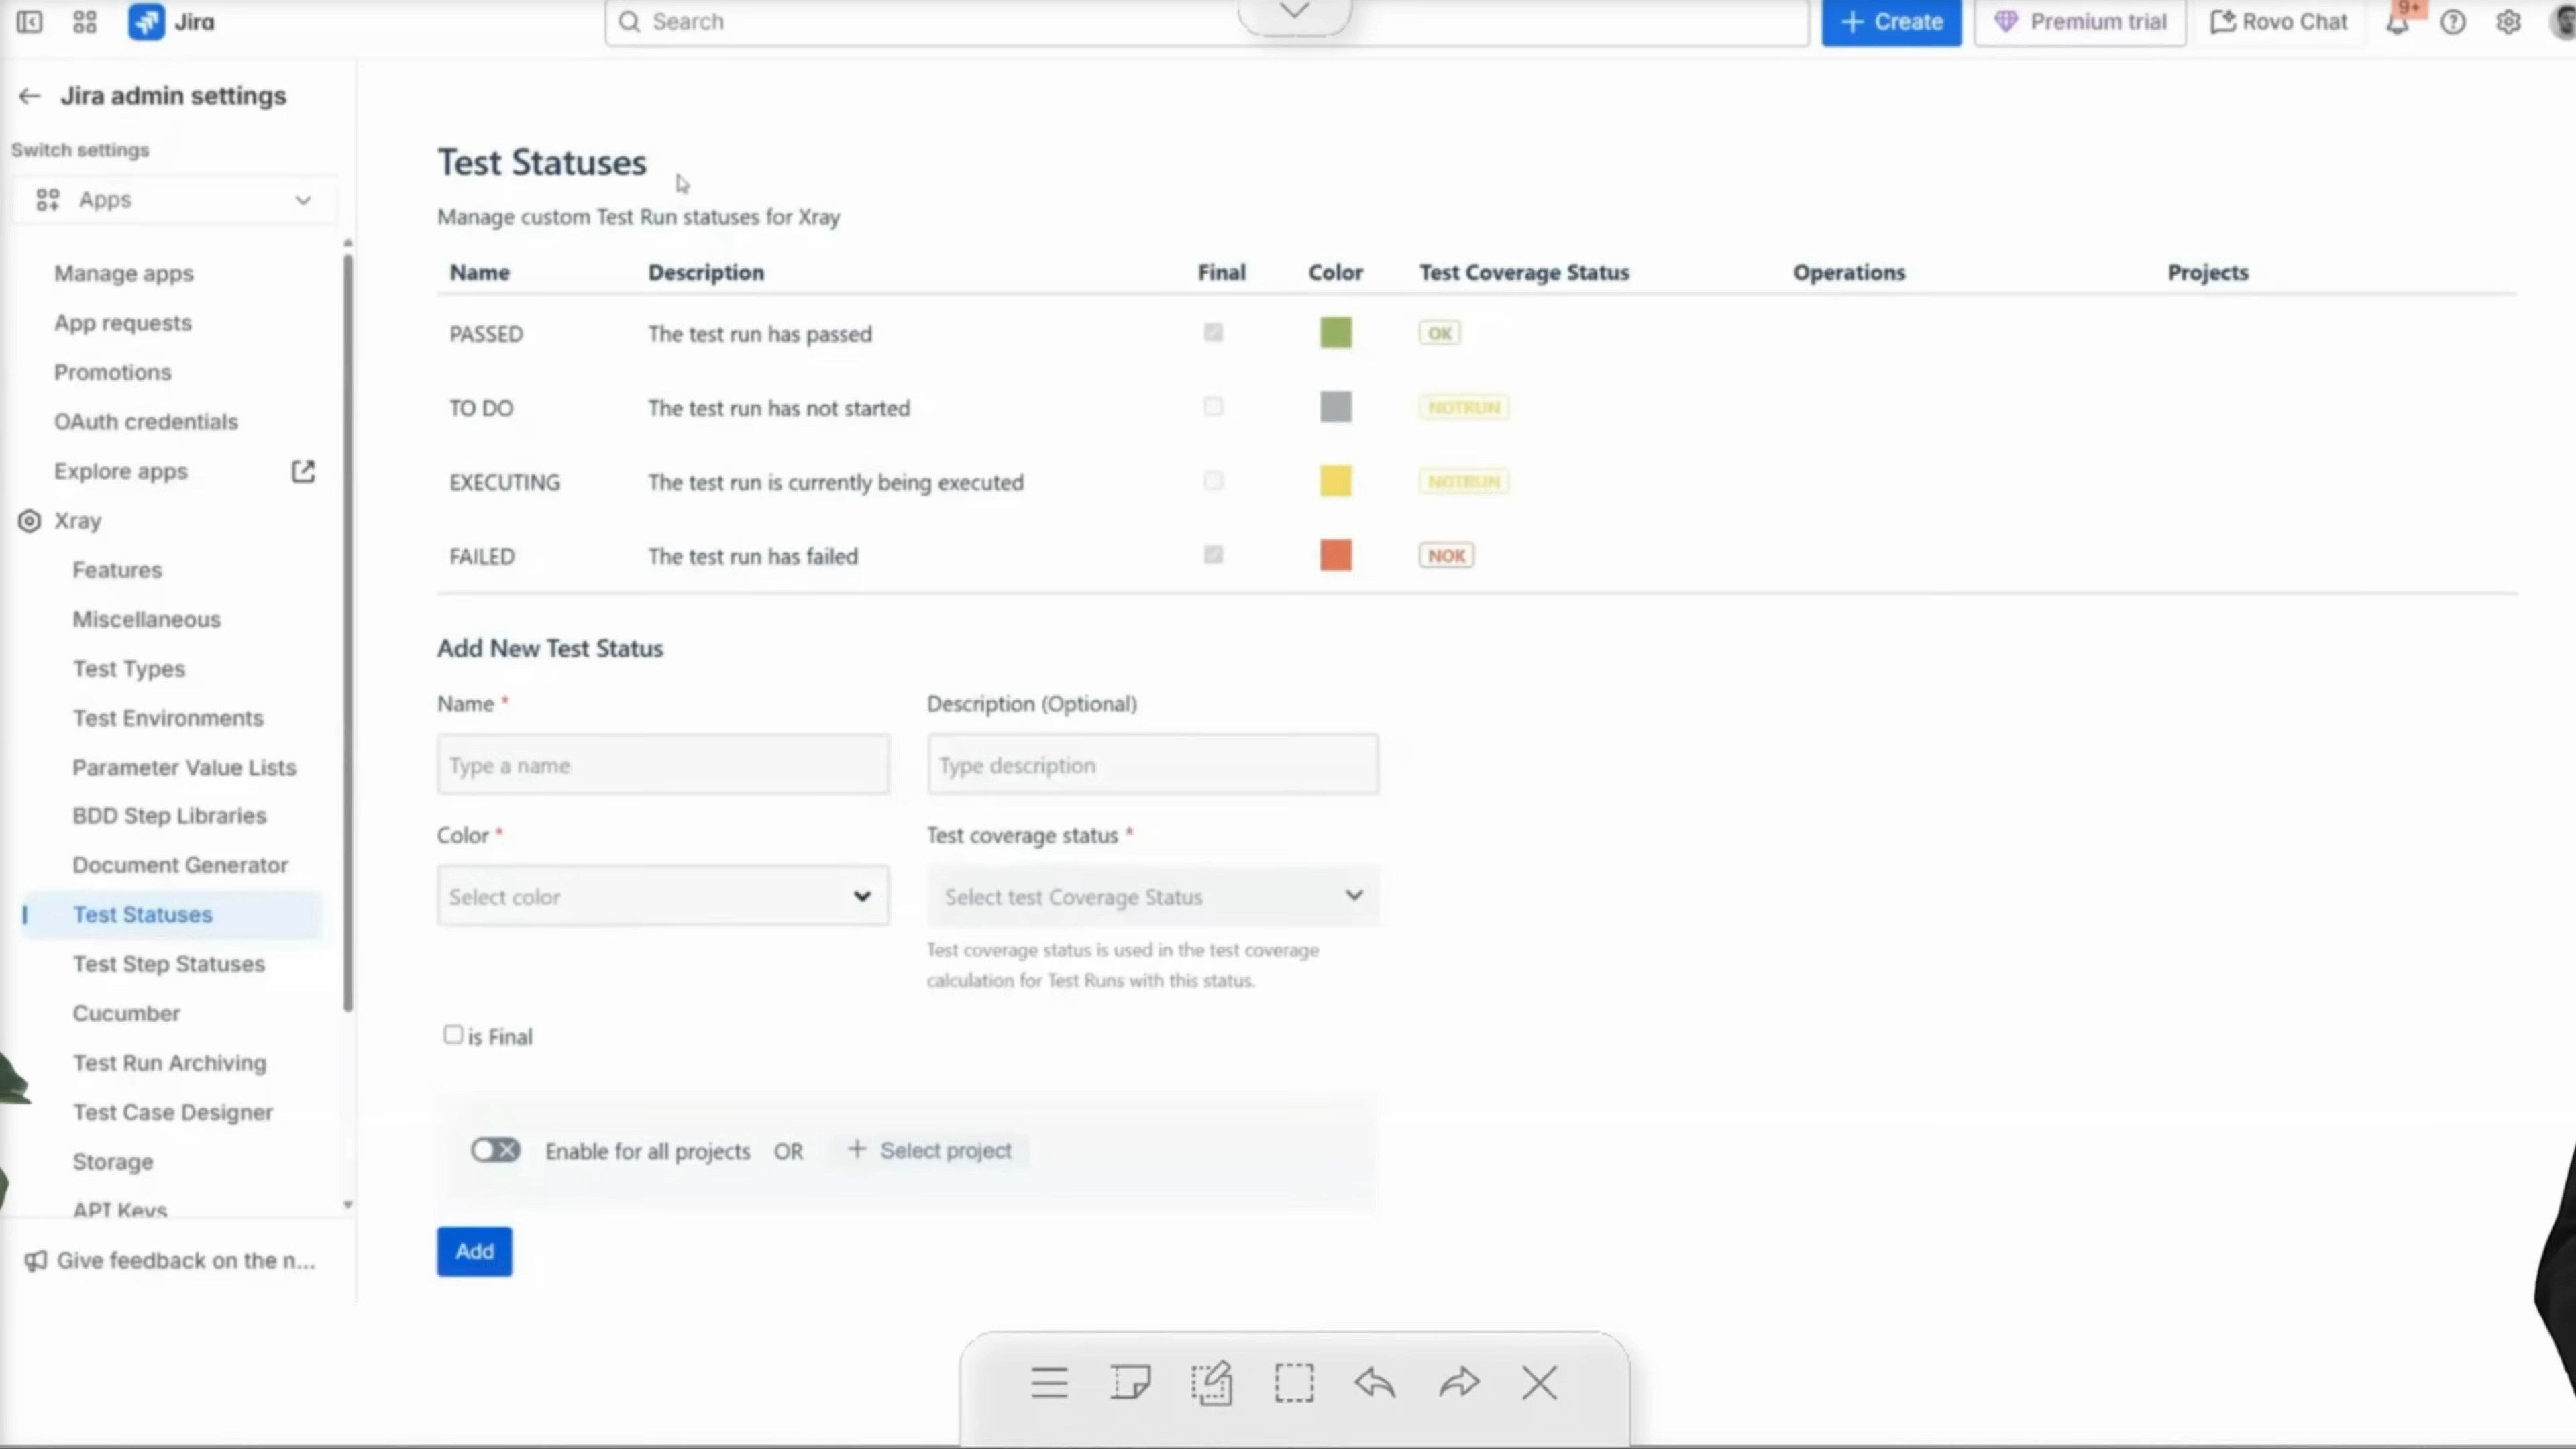 Jira
Search
Create
Premium trial
Rovo Chat
9+
Jira admin settings
Switch settings
Apps
Manage apps
App requests
Promotions
OAuth credentials
Explore apps
Xray
Features
Miscellaneous
Test Types
Test Environments
Parameter Value Lists
BDD Step Libraries
Document Generator
Test Statuses
Test Step Statuses
Cucumber
Test Run Archiving
Test Case Designer
Storage
API Keys
Give feedback on the n...
Test Statuses
Manage custom Test Run statuses for Xray
Name Description Final Color Test Coverage Status Operations Projects
PASSED The test run has passed OK
TO DO The test run has not started NOTRUN
EXECUTING The test run is currently being executed NOTRUN
FAILED The test run has failed NOK
Add New Test Status
Name * Description (Optional)
Type a name Type description
Color * Test coverage status *
Select color Select test Coverage Status
Test coverage status is used in the test coverage
calculation for Test Runs with this status.
is Final
Enable for all projects OR + Select project
Add